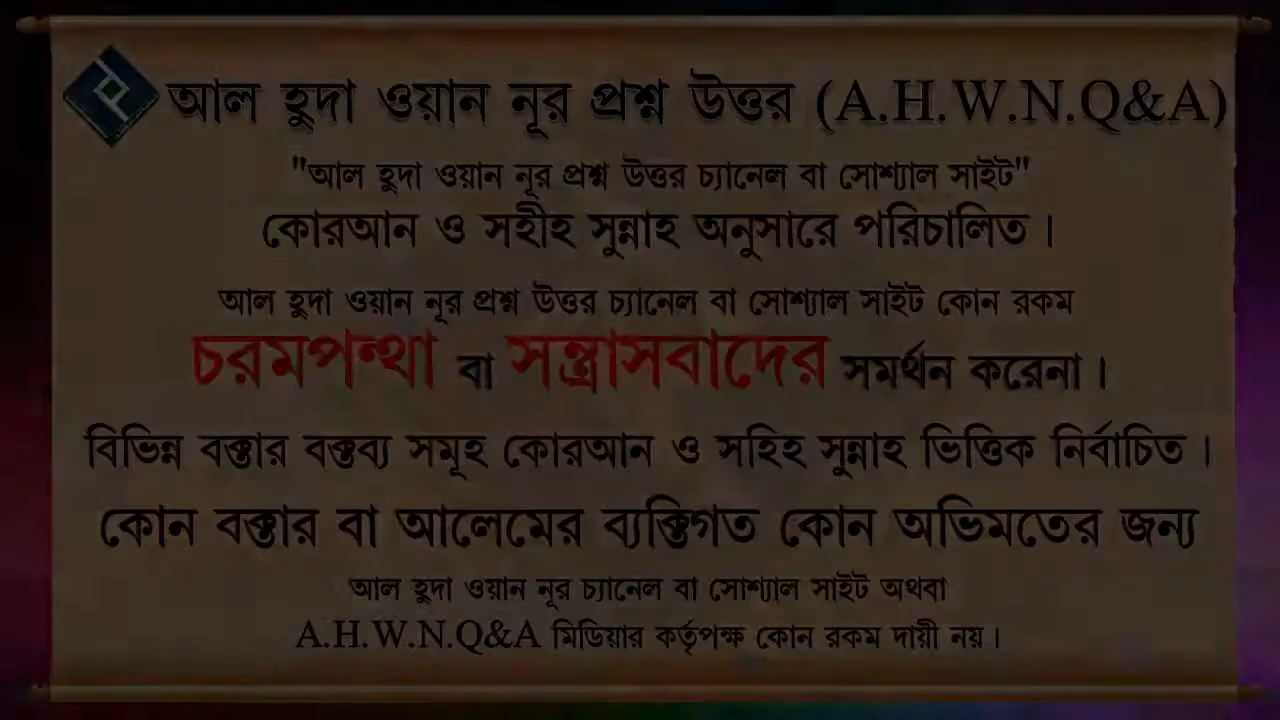 আল হুদা ওয়ান নূর প্রশ্ন উত্তর (A.H.W.N.Q&A)
"আল হুদা ওয়ান নূর প্রশ্ন উত্তর চ্যানেল বা সোশ্যাল সাইট"
কোরআন ও সহীহ সুন্নাহ অনুসারে পরিচালিত ।
আল হুদা ওয়ান নূর প্রশ্ন উত্তর চ্যানেল বা সোশ্যাল সাইট কোন রকম
চরমপন্থা বা সন্ত্রাসবাদের সমর্থন করেনা ।
বিভিন্ন বক্তার বক্তব্য সমূহ কোরআন ও সহিহ সুন্নাহ ভিত্তিক নির্বাচিত ।
কোন বক্তার বা আলেমের ব্যক্তিগত কোন অভিমতের জন্য
আল হুদা ওয়ান নূর চ্যানেল বা সোশ্যাল সাইট অথবা
A.H.W.N.Q&A মিডিয়ার কর্তৃপক্ষ কোন রকম দায়ী নয় ।